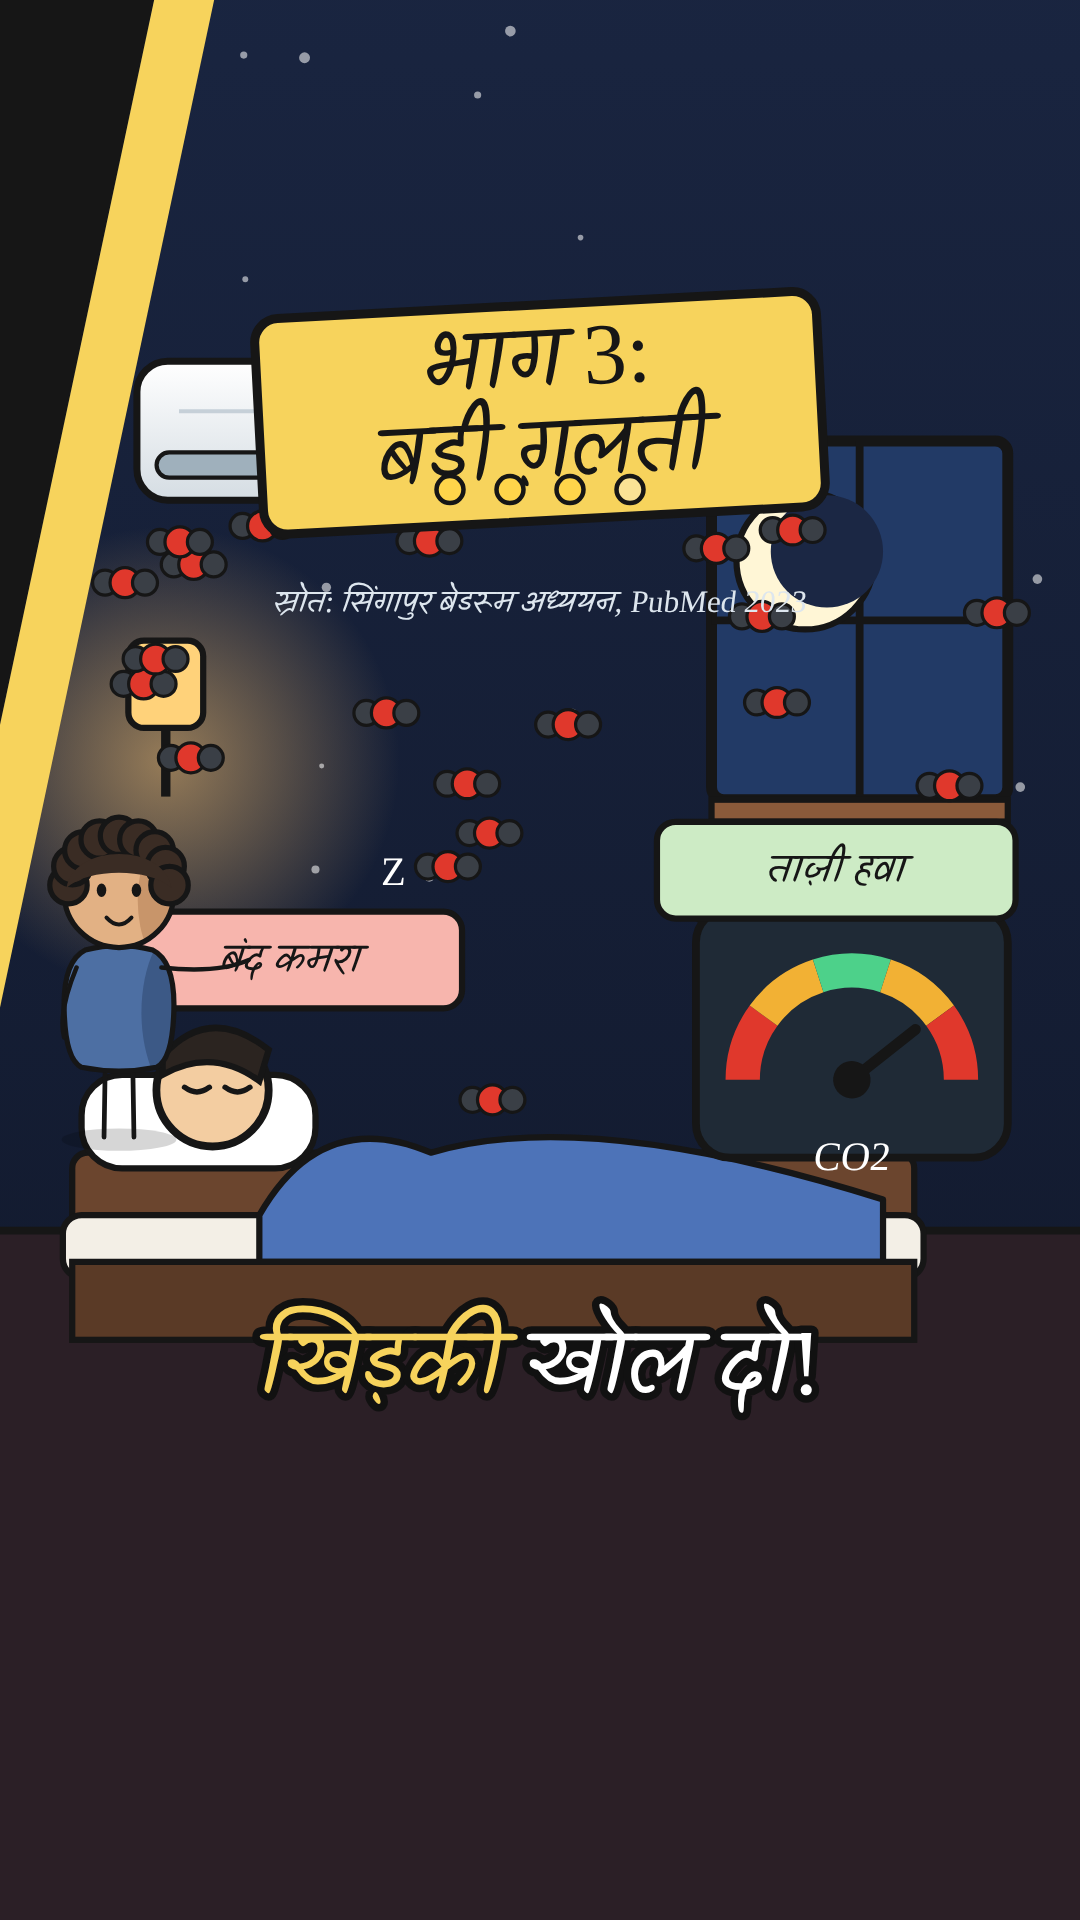 भाग 3:
बड़ी गलती
स्रोत: सिंगापुर बेडरूम अध्ययन, PubMed 2023
Z
ताज़ी हवा
बंद कमरा
CO2
खिड़की खोल दो!